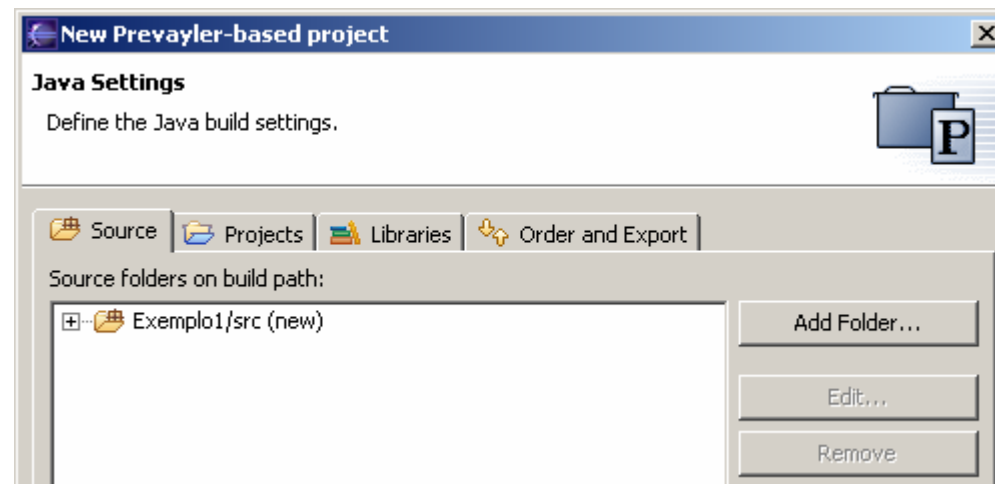 New Prevayler-based project
Java Settings
Define the Java build settings.
P
Source Projects Libraries Order and Export
Source folders on build path:
Exemplo1/src (new)
Add Folder...
Edit...
Remove